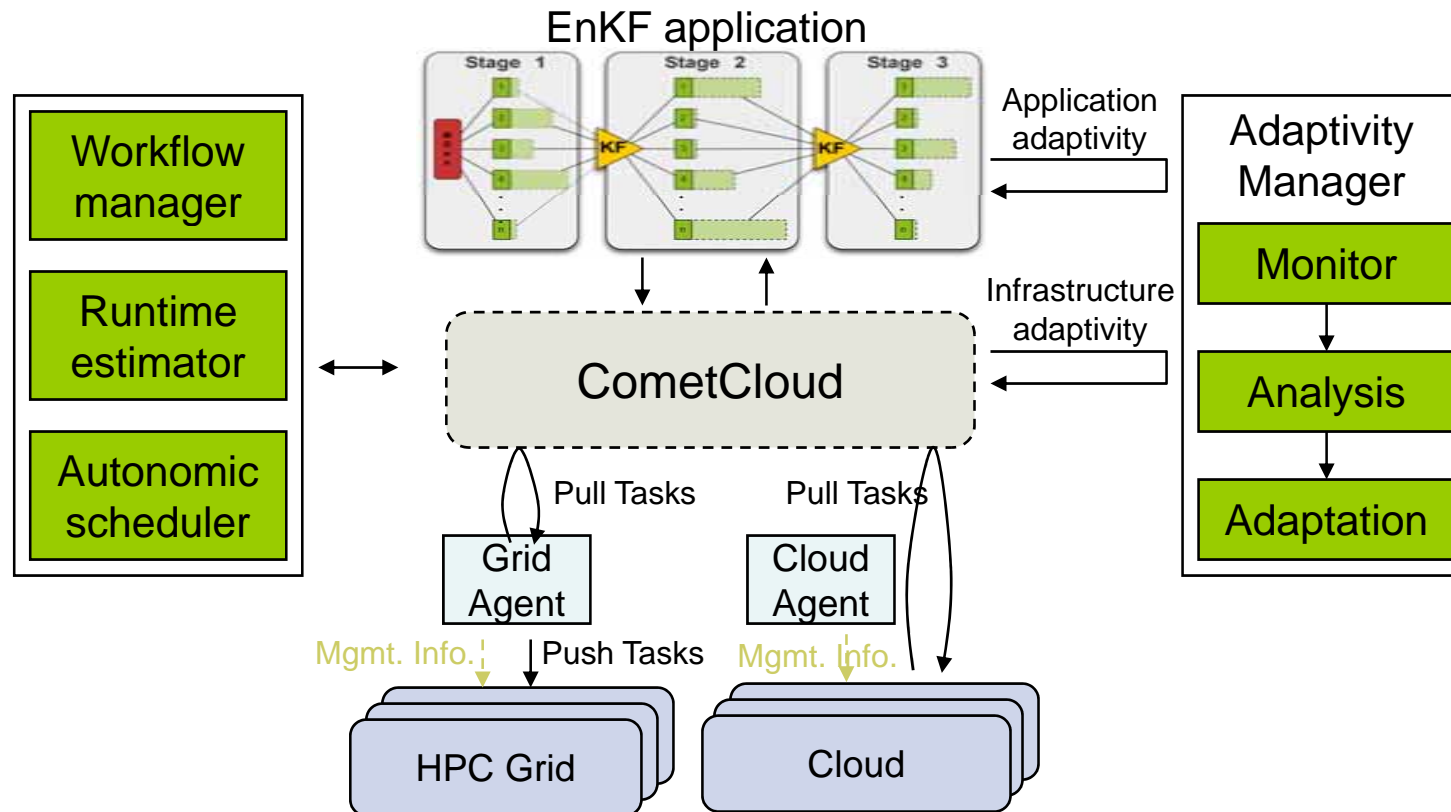 EnKF application
Stage 1
Stage 2
Stage 3
KF
KF
n
n
n
Workflow
manager
Runtime
estimator
Autonomic
scheduler
Application
adaptivity
Infrastructure
adaptivity
Adaptivity
Manager
Monitor
Analysis
Adaptation
CometCloud
Pull Tasks
Pull Tasks
Grid
Agent
Cloud
Agent
Mgmt. Info.
Push Tasks
Mgmt. Info.
HPC Grid
Cloud